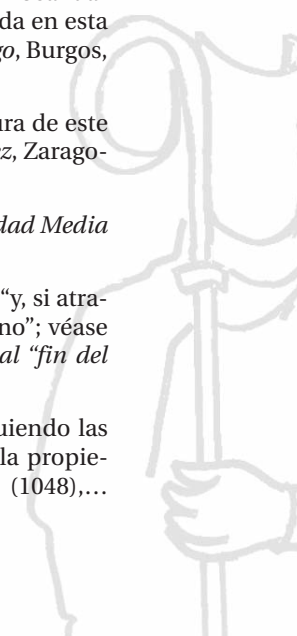 da en esta
go, Burgos,
ura de este
ez, Zarago-
dad Media
“y, si atra-
no”; véase
al “fin del
uiendo las
la propie-
(1048),…